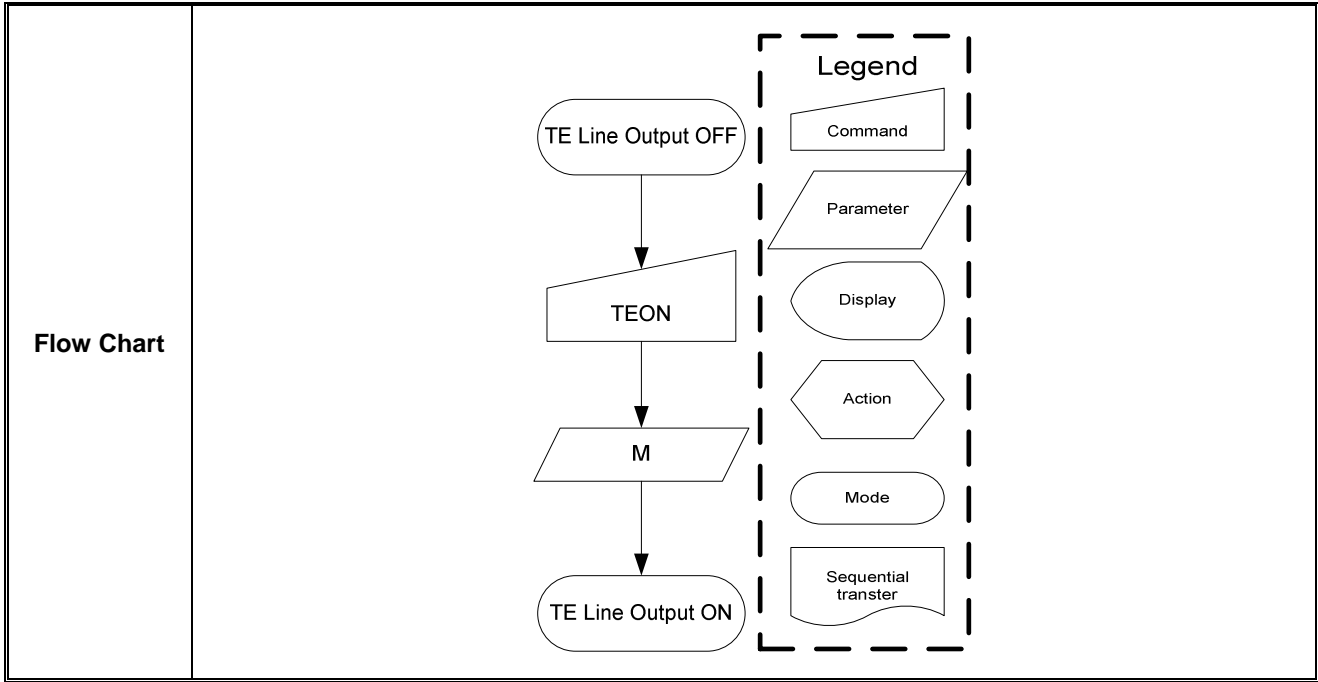 Flow Chart
TE Line Output OFF
TEON
M
TE Line Output ON
Legend
Command
Parameter
Display
Action
Mode
Sequential
transter